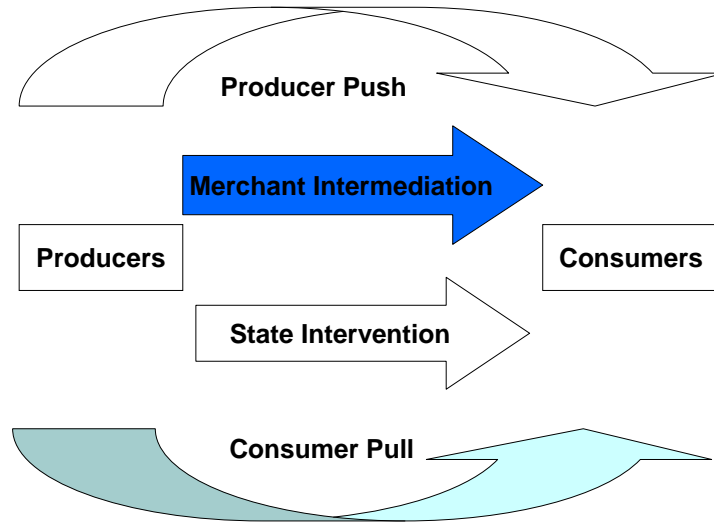 Producer Push
Merchant Intermediation
Producers
Consumers
State Intervention
Consumer Pull